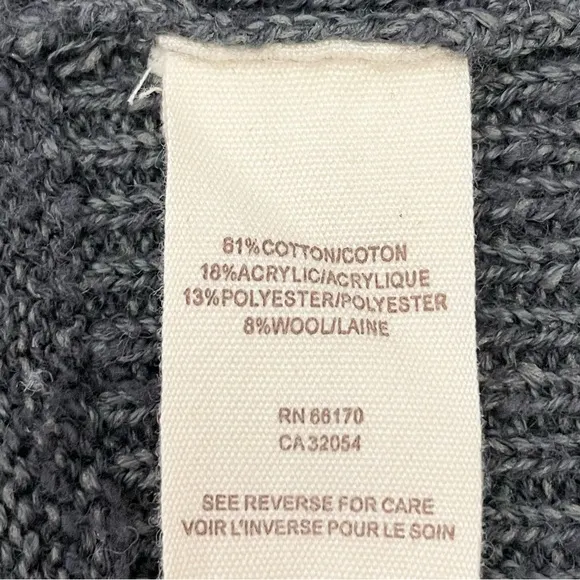 61%COTTON/COTON
18%ACRYLIC/ACRYLIQUE
13%POLYESTER/POLYESTER
8%WOOL/LAINE
RN 66170
CA 32054
SEE REVERSE FOR CARE
VOIR L'INVERSE POUR LE SOIN